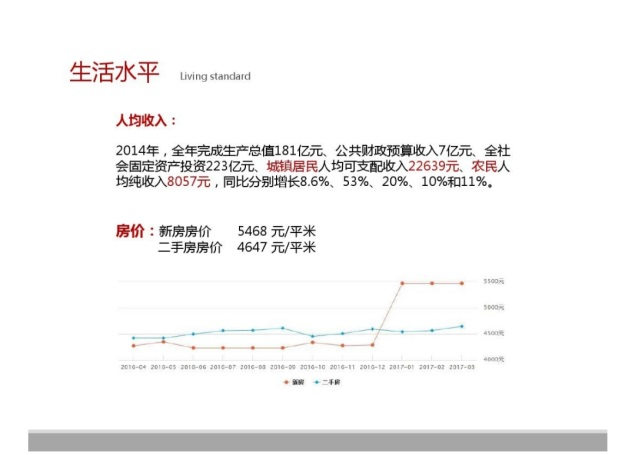 生活水平 Living standard
人均收入：
2014年，全年完成生产总值181亿元、公共财政预算收入7亿元、全社
会固定资产投资223亿元、城镇居民人均可支配收入22639元、农民人
均纯收入8057元，同比分别增长8.6%、53%、20%、10%和11%。
房价：新房房价 5468 元/平米
二手房房价 4647 元/平米
5500元
5000元
4500元
4000元
2016-04 2016-05 2016-06 2016-07 2016-08 2016-09 2016-10 2016-11 2016-12 2017-01 2017-02 2017-03
新房 二手房